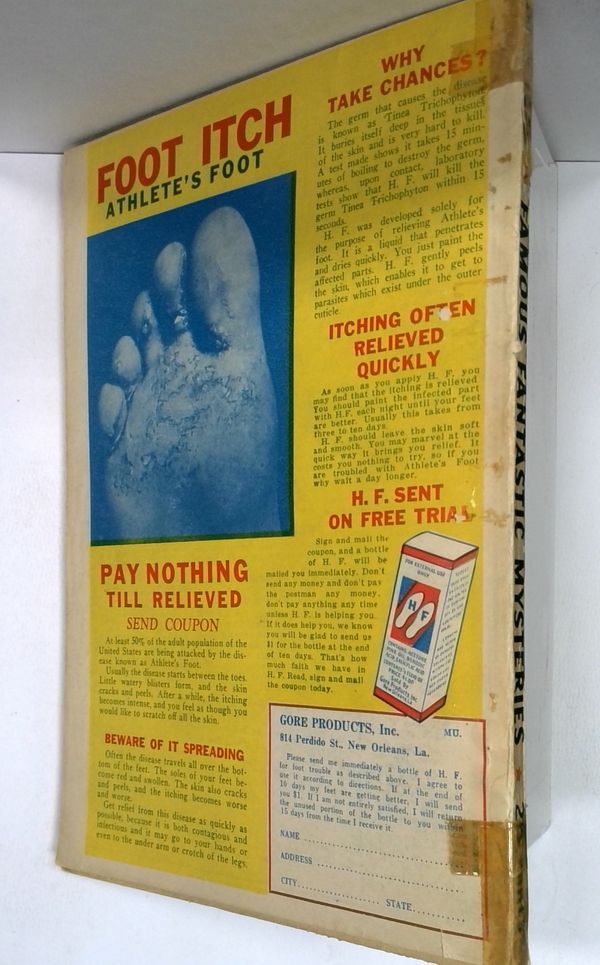 FOOT ITCH
ATHLETE'S FOOT
PAY NOTHING
TILL RELIEVED
SEND COUPON
At least 50% of the adult population of the
United States are being attacked by the dis-
ease known as Athlete's Foot.
Usually the disease starts between the toes.
Little watery blisters form, and the skin
cracks and peels. After a while, the itching
becomes intense, and you feel as though you
would like to scratch off all the skin.
BEWARE OF IT SPREADING
Often the disease travels all over the bot-
tom of the feet. The soles of your feet be-
come red and swollen. The skin also cracks
and peels, and the itching becomes worse
and worse.
Get relief from this disease as quickly as
possible, because it is both contagious and
infectious and it may go to your hands or
even to the under arm or crotch of the legs.
WHY
TAKE CHANCES?
The germ that causes the disease
is known as Tinea Trichophyton.
It buries itself deep in the tissues
of the skin and is very hard to kill.
A test made shows it takes 15 min-
utes of boiling to destroy the germ,
whereas, upon contact, laboratory
tests show that H. F. will kill the
germ Tinea Trichophyton within 15
seconds.
H. F. was developed solely for
the purpose of relieving Athlete's
foot. It is a liquid that penetrates
and dries quickly. You just paint the
affected parts. H. F. gently peels
the skin, which enables it to get to
parasites which exist under the outer
cuticle.
ITCHING OFTEN
RELIEVED
QUICKLY
As soon as you apply H. F. you
may find that the itching is relieved
You should paint the infected part
with H.F. each night until your feet
are better. Usually this takes from
three to ten days.
H. F. should leave the skin soft
and smooth. You may marvel at the
quick way it brings you relief. It
costs you nothing to try, so if you
are troubled with Athlete's Foot
why wait a day longer.
H. F. SENT
ON FREE TRIAL
Sign and mail the
coupon, and a bottle
of H. F. will be
mailed you immediately. Don't
send any money and don't pay
the postman any money,
don't pay anything any time
unless H. F. is helping you.
If it does help you, we know
you will be glad to send us
$1 for the bottle at the end
of ten days. That's how
much faith we have in
H. F. Read, sign and mail
the coupon today.
FOR EXTERNAL USE
ONLY
H F
Gore Products Inc.
GORE PRODUCTS, Inc. MU.
814 Perdido St., New Orleans, La.
Please send me immediately a bottle of H. F.
for foot trouble as described above. I agree to
use it according to directions. If at the end of
10 days my feet are getting better, I will send
you $1. If I am not entirely satisfied, I will return
the unused portion of the bottle to you within
15 days from the time I receive it.
NAME
ADDRESS
CITY STATE
FAMOUS FANTASTIC MYSTERIES